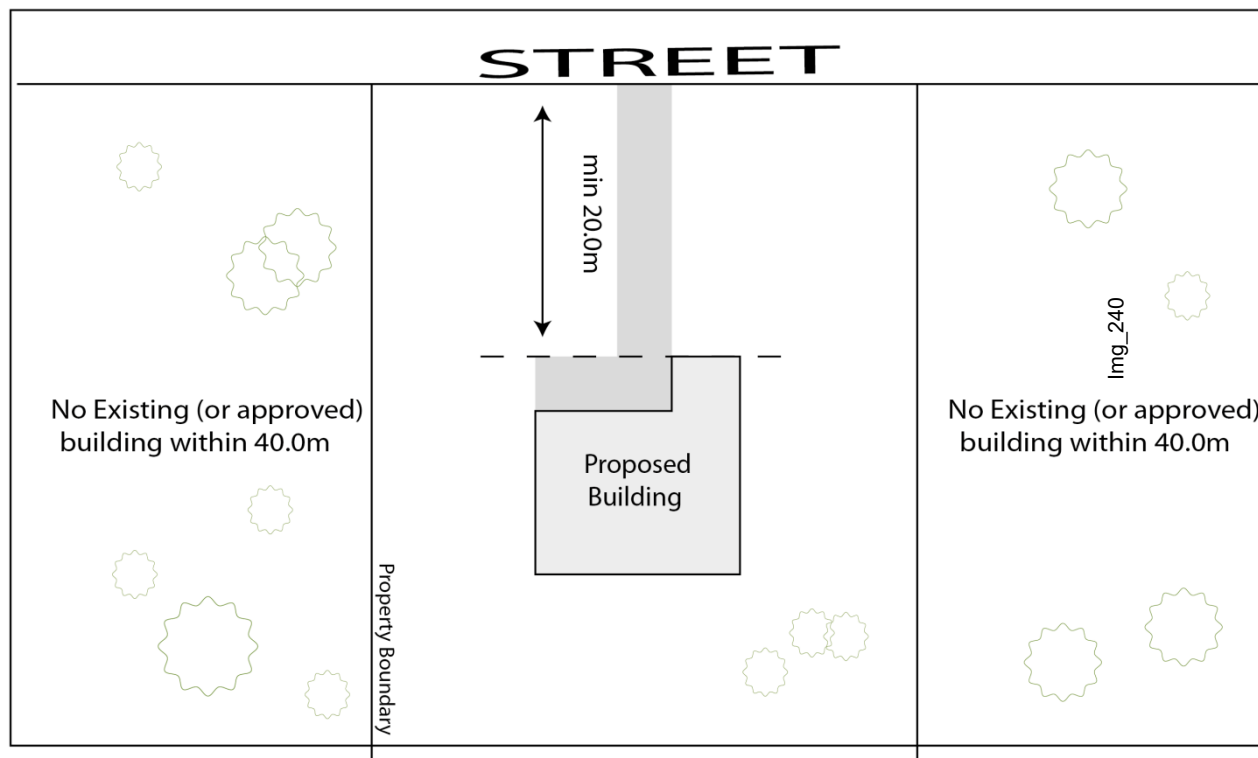 STREET
min 20.0m
Img_240
No Existing (or approved)
building within 40.0m
No Existing (or approved)
building within 40.0m
Proposed
Building
Property Boundary